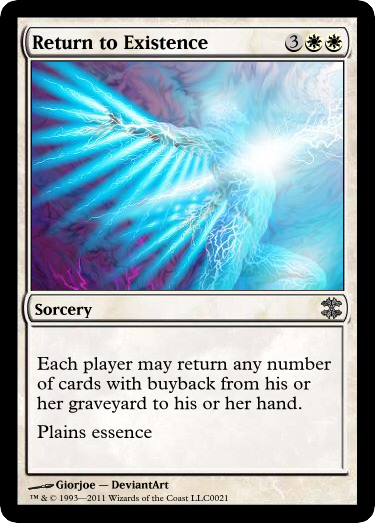 Return to Existence 3
Sorcery
Each player may return any number
of cards with buyback from his or
her graveyard to his or her hand.
Plains essence
Giorjoe — DeviantArt
™ & © 1993—2011 Wizards of the Coast LLC0021